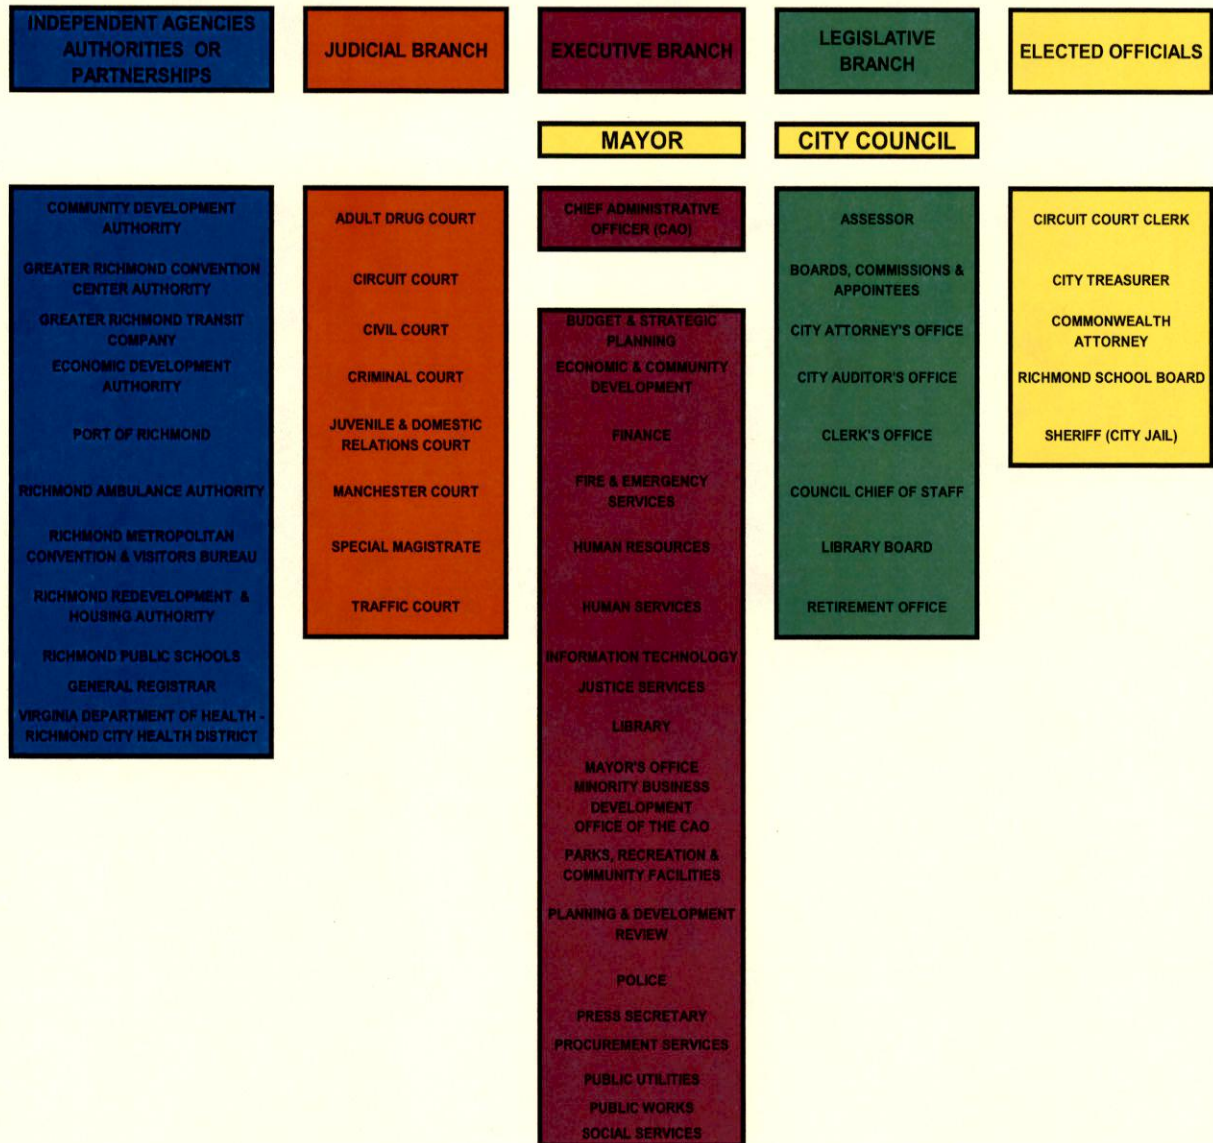 INDEPENDENT AGENCIES
AUTHORITIES OR
PARTNERSHIPS
JUDICIAL BRANCH
EXECUTIVE BRANCH
LEGISLATIVE
BRANCH
ELECTED OFFICIALS
MAYOR
CITY COUNCIL
COMMUNITY DEVELOPMENT
AUTHORITY
GREATER RICHMOND CONVENTION
CENTER AUTHORITY
GREATER RICHMOND TRANSIT
COMPANY
ECONOMIC DEVELOPMENT
AUTHORITY
PORT OF RICHMOND
RICHMOND AMBULANCE AUTHORITY
RICHMOND METROPOLITAN
CONVENTION & VISITORS BUREAU
RICHMOND REDEVELOPMENT &
HOUSING AUTHORITY
RICHMOND PUBLIC SCHOOLS
GENERAL REGISTRAR
VIRGINIA DEPARTMENT OF HEALTH -
RICHMOND CITY HEALTH DISTRICT
ADULT DRUG COURT
CIRCUIT COURT
CIVIL COURT
CRIMINAL COURT
JUVENILE & DOMESTIC
RELATIONS COURT
MANCHESTER COURT
SPECIAL MAGISTRATE
TRAFFIC COURT
CHIEF ADMINISTRATIVE
OFFICER (CAO)
BUDGET & STRATEGIC
PLANNING
ECONOMIC & COMMUNITY
DEVELOPMENT
FINANCE
FIRE & EMERGENCY
SERVICES
HUMAN RESOURCES
HUMAN SERVICES
INFORMATION TECHNOLOGY
JUSTICE SERVICES
LIBRARY
MAYOR'S OFFICE
MINORITY BUSINESS
DEVELOPMENT
OFFICE OF THE CAO
PARKS, RECREATION &
COMMUNITY FACILITIES
PLANNING & DEVELOPMENT
REVIEW
POLICE
PRESS SECRETARY
PROCUREMENT SERVICES
PUBLIC UTILITIES
PUBLIC WORKS
SOCIAL SERVICES
ASSESSOR
BOARDS, COMMISSIONS &
APPOINTEES
CITY ATTORNEY'S OFFICE
CITY AUDITOR'S OFFICE
CLERK'S OFFICE
COUNCIL CHIEF OF STAFF
LIBRARY BOARD
RETIREMENT OFFICE
CIRCUIT COURT CLERK
CITY TREASURER
COMMONWEALTH
ATTORNEY
RICHMOND SCHOOL BOARD
SHERIFF (CITY JAIL)